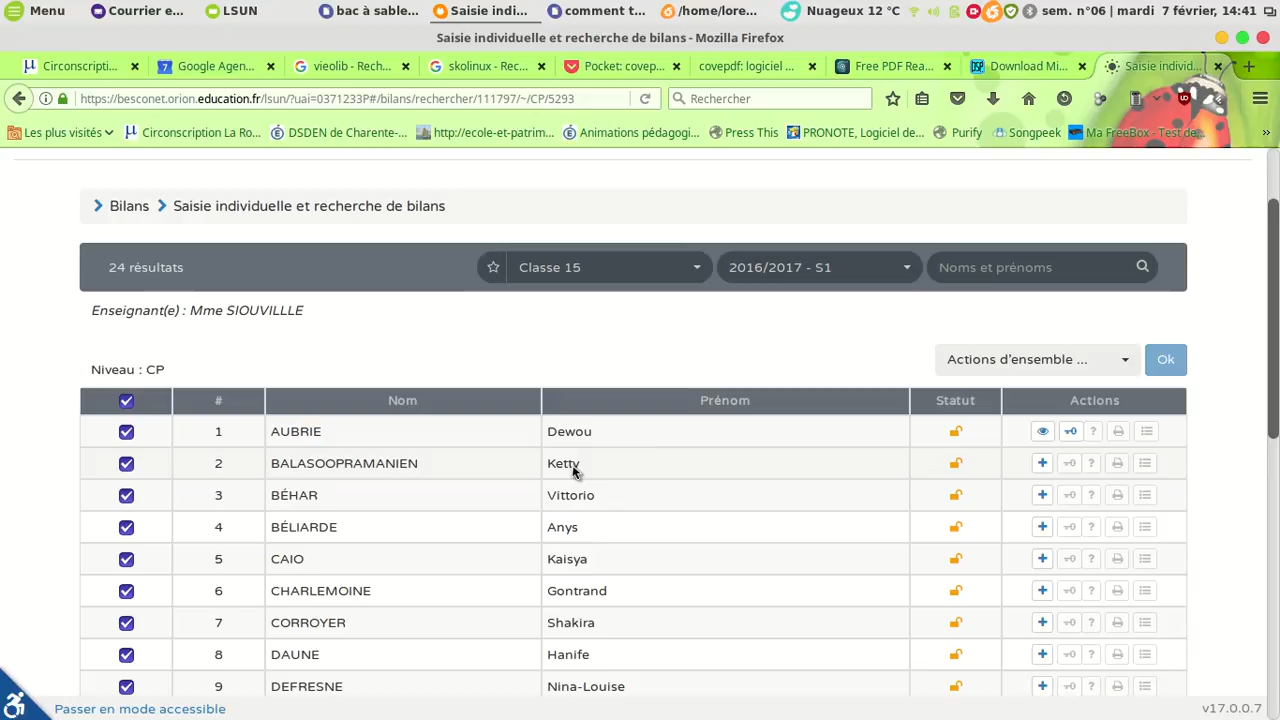 Menu Courrier e... LSUN bac à sable... Saisie indi... comment t... /home/lore... Nuageux 12 °C sem. n°06 | mardi 7 février, 14:41
Saisie individuelle et recherche de bilans - Mozilla Firefox
Circonscripti... Google Agen... vieolib - Rech... skolinux - Rec... Pocket: covep... covepdf: logiciel ... Free PDF Rea... Download Mi... Saisie individ...
https://besconet.orion.education.fr/lsun/?uai=0371233P#/bilans/rechercher/111797/~/CP/5293 Rechercher
Les plus visités Circonscription La Ro... DSDEN de Charente-... http://ecole-et-patrim... Animations pédagogi... Press This PRONOTE, Logiciel de... Purify Songpeek Ma FreeBox - Test de... »
Bilans Saisie individuelle et recherche de bilans
24 résultats Classe 15 2016/2017 - S1 Noms et prénoms
Enseignant(e) : Mme SIOUVILLLE
Niveau : CP Actions d'ensemble ... Ok
# Nom Prénom Statut Actions
1 AUBRIE Dewou ?
2 BALASOOPRAMANIEN Ketty ?
3 BÉHAR Vittorio ?
4 BÉLIARDE Anys ?
5 CAIO Kaisya ?
6 CHARLEMOINE Gontrand ?
7 CORROYER Shakira ?
8 DAUNE Hanife ?
9 DEFRESNE Nina-Louise ?
Passer en mode accessible v17.0.0.7